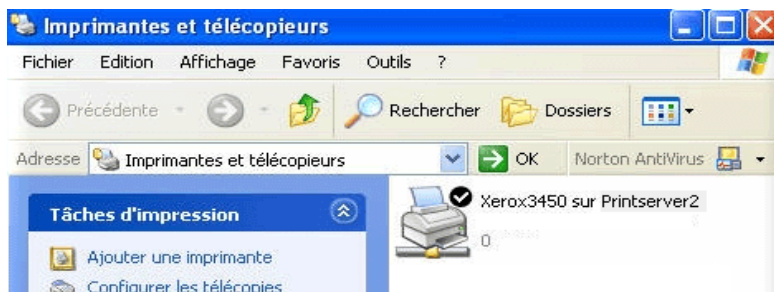 Imprimantes et télécopieurs
Fichier Edition Affichage Favoris Outils ?
Précédente Rechercher Dossiers
Adresse Imprimantes et télécopieurs OK Norton AntiVirus
Tâches d'impression
Xerox3450 sur Printserver2
0
Ajouter une imprimante
Configurer les télécopies